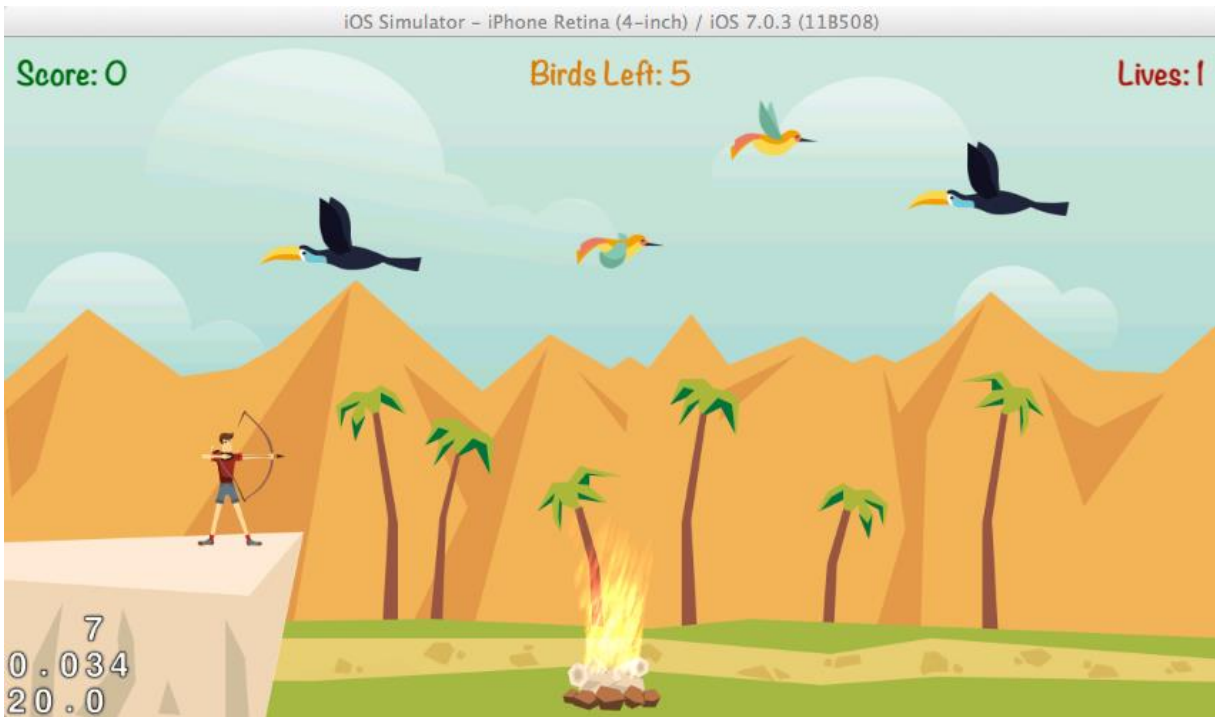 iOS Simulator – iPhone Retina (4-inch) / iOS 7.0.3 (11B508)
Score: 0
Birds Left: 5
Lives: 1
7
0.034
20.0